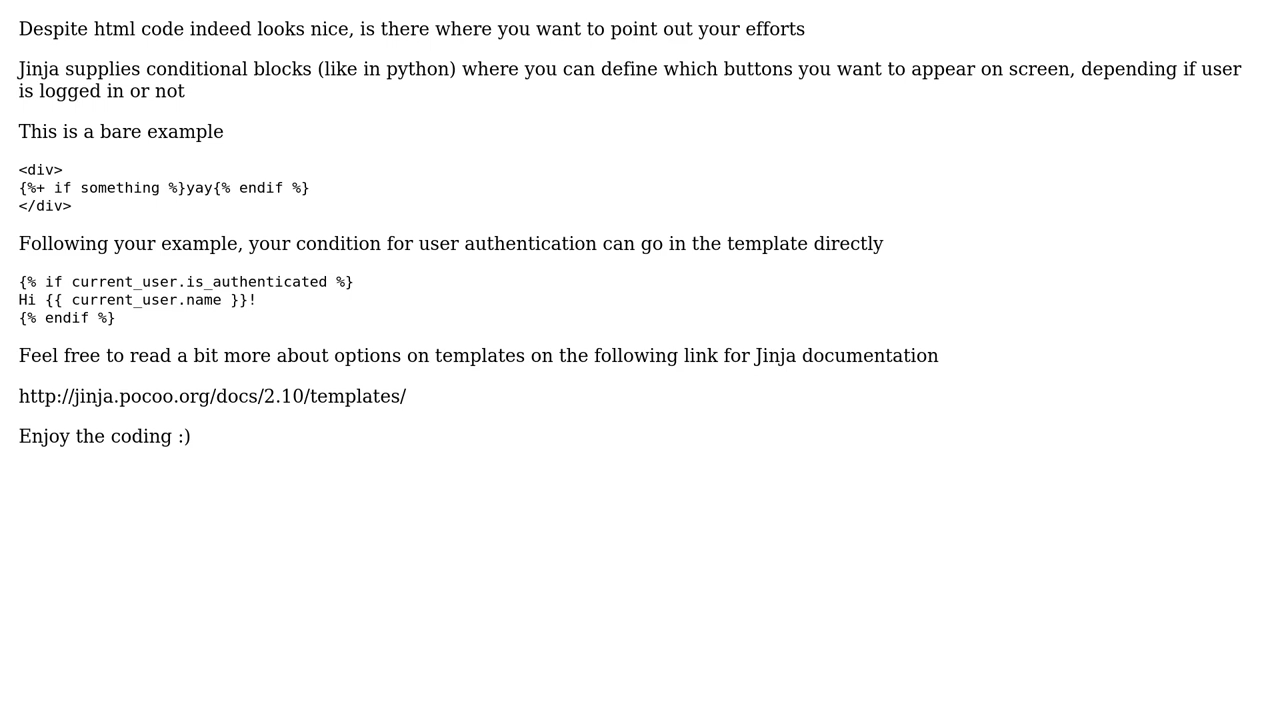 Despite html code indeed looks nice, is there where you want to point out your efforts
Jinja supplies conditional blocks (like in python) where you can define which buttons you want to appear on screen, depending if user
is logged in or not
This is a bare example
<div>
{%+ if something %}yay{% endif %}
</div>
Following your example, your condition for user authentication can go in the template directly
{% if current_user.is_authenticated %}
Hi {{ current_user.name }}!
{% endif %}
Feel free to read a bit more about options on templates on the following link for Jinja documentation
http://jinja.pocoo.org/docs/2.10/templates/
Enjoy the coding :)